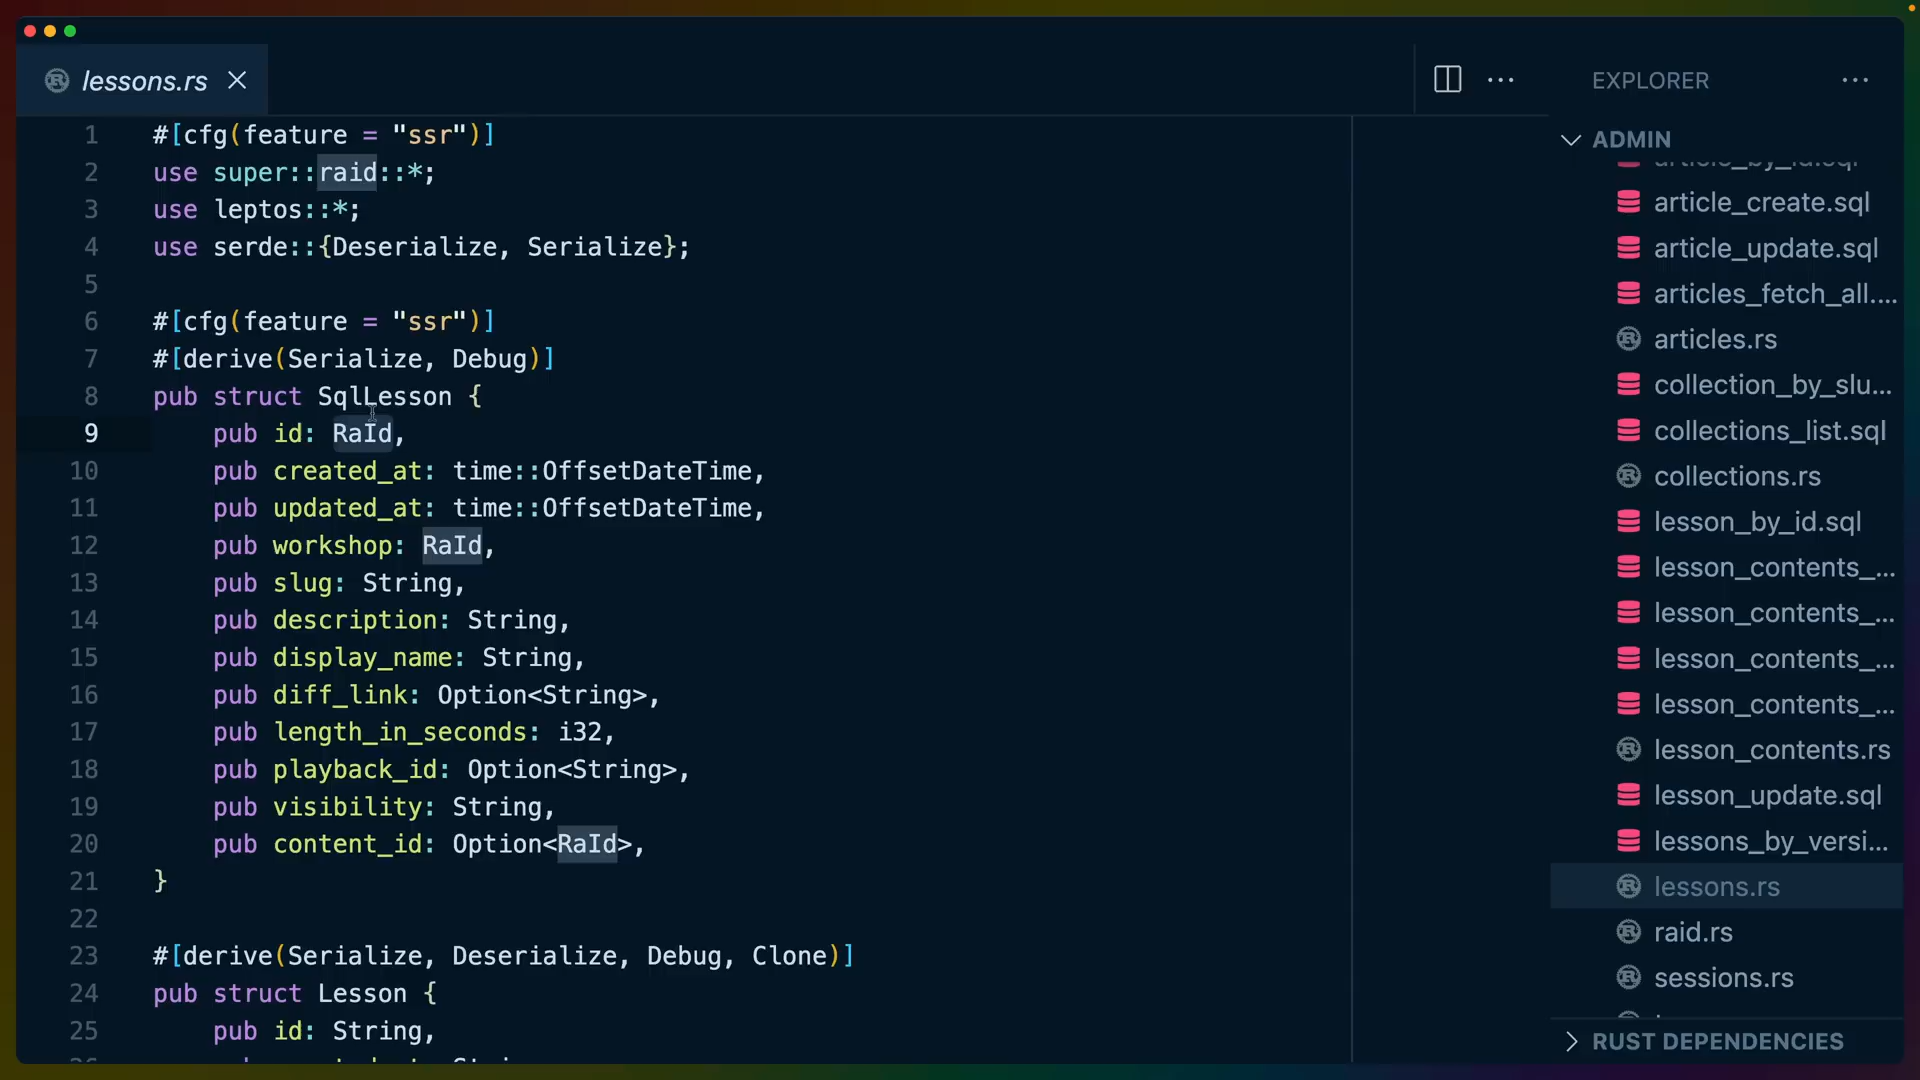 lessons.rs
EXPLORER
ADMIN
1 #[cfg(feature = "ssr")]
2 use super::raid::*;
3 use leptos::*;
4 use serde::{Deserialize, Serialize};
5
6 #[cfg(feature = "ssr")]
7 #[derive(Serialize, Debug)]
8 pub struct SqlLesson {
9 pub id: RaId,
10 pub created_at: time::OffsetDateTime,
11 pub updated_at: time::OffsetDateTime,
12 pub workshop: RaId,
13 pub slug: String,
14 pub description: String,
15 pub display_name: String,
16 pub diff_link: Option<String>,
17 pub length_in_seconds: i32,
18 pub playback_id: Option<String>,
19 pub visibility: String,
20 pub content_id: Option<RaId>,
21 }
22
23 #[derive(Serialize, Deserialize, Debug, Clone)]
24 pub struct Lesson {
25 pub id: String,
article_by_id.sql
article_create.sql
article_update.sql
articles_fetch_all....
articles.rs
collection_by_slu...
collections_list.sql
collections.rs
lesson_by_id.sql
lesson_contents_...
lesson_contents_...
lesson_contents_...
lesson_contents_...
lesson_contents.rs
lesson_update.sql
lessons_by_versi...
lessons.rs
raid.rs
sessions.rs
RUST DEPENDENCIES